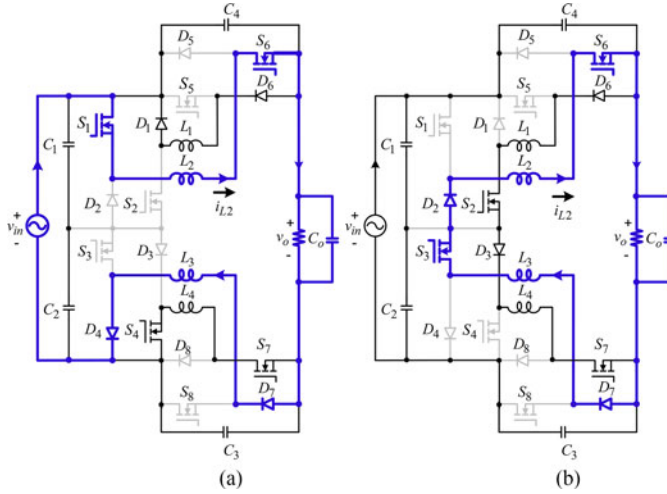 C4
D5
S6
S5
D6
S1
D1
L1
C1
L2
D2
S2
iL2
+
vin
-
S3
D3
+
vo
-
Co
L3
L4
C2
D4
S4
S7
D8
D7
S8
C3
(a)
C4
D5
S6
S5
D6
S1
D1
L1
C1
L2
D2
S2
iL2
+
vin
-
S3
D3
+
vo
-
Co
L3
L4
C2
D4
S4
S7
D8
D7
S8
C3
(b)